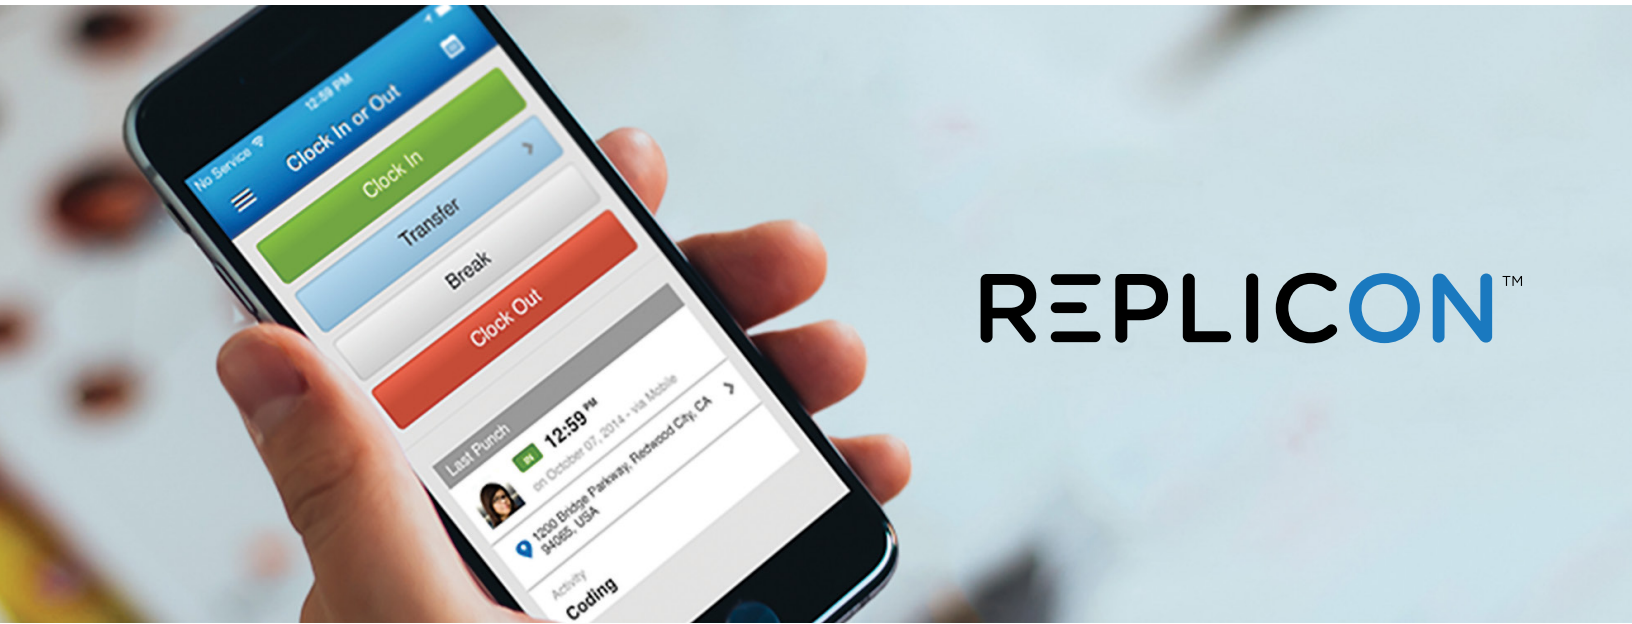 No Service
12:59 PM
Clock In or Out
Clock In
Transfer
Break
Clock Out
Last Punch
IN 12:59 PM
on October 07, 2014 - via Mobile
1200 Bridge Parkway, Redwood City, CA
94065, USA
Activity
Coding
REPLICON™